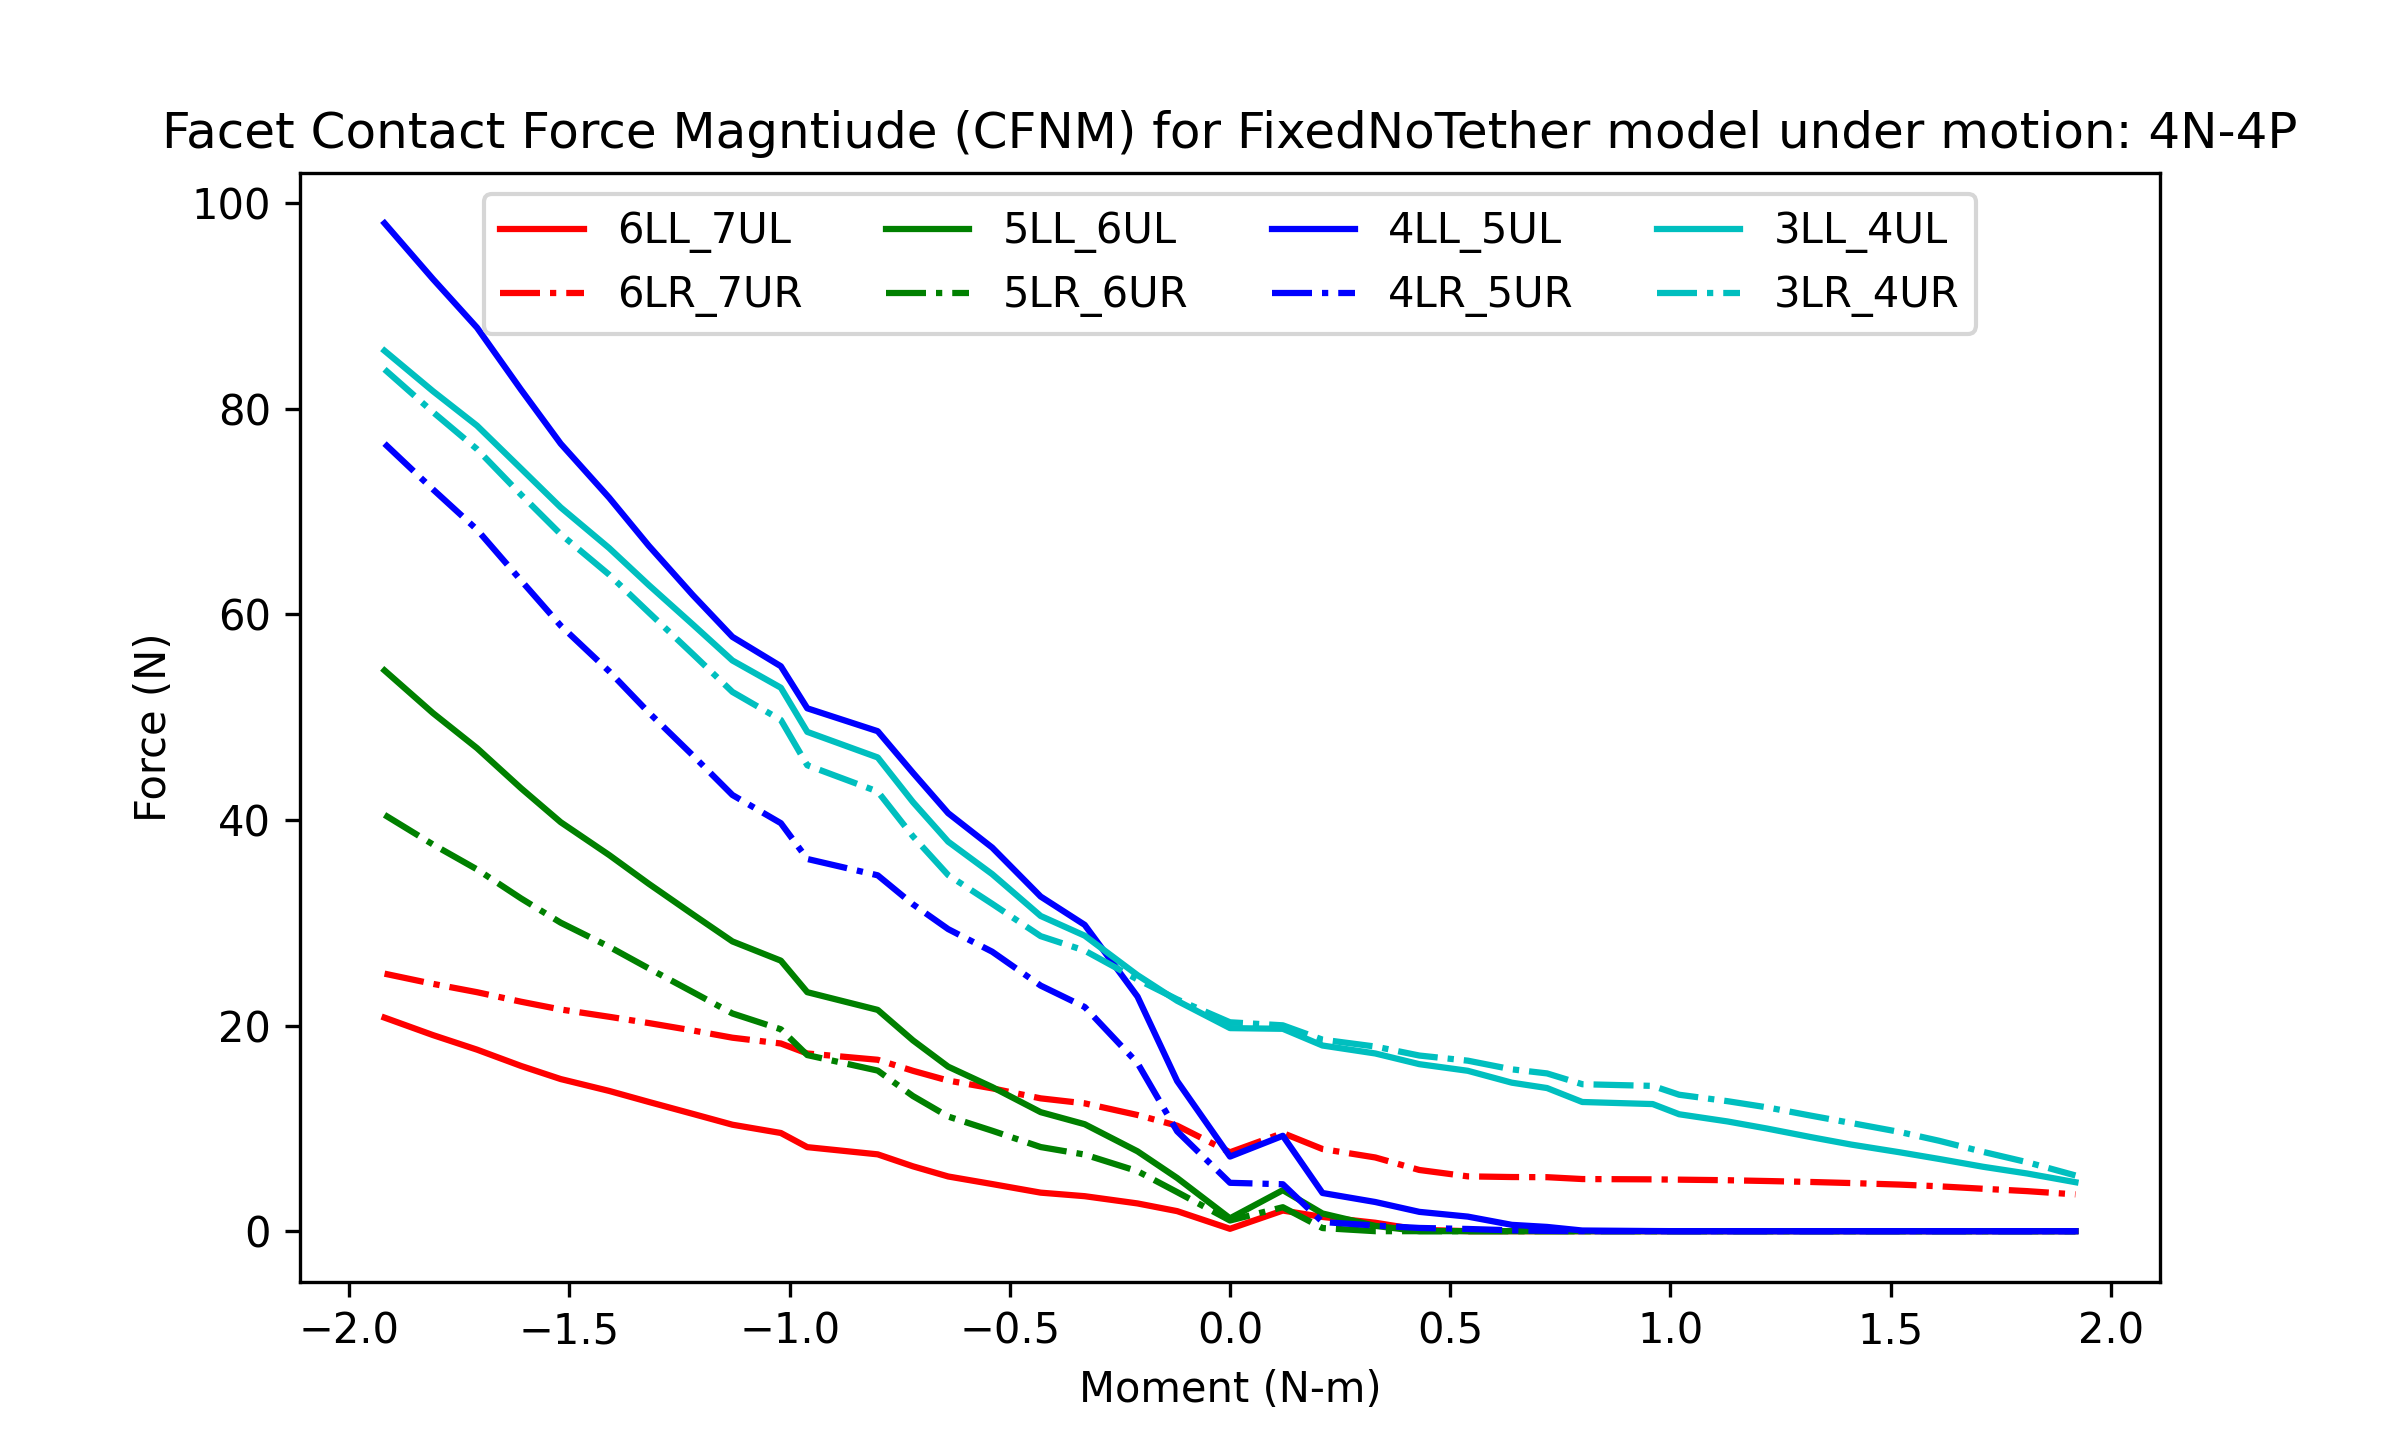 Facet Contact Force Magntiude (CFNM) for FixedNoTether model under motion: 4N-4P
6LL_7UL 5LL_6UL 4LL_5UL 3LL_4UL
6LR_7UR 5LR_6UR 4LR_5UR 3LR_4UR
100
80
60
40
20
0
Force (N)
−2.0 −1.5 −1.0 −0.5 0.0 0.5 1.0 1.5 2.0
Moment (N-m)